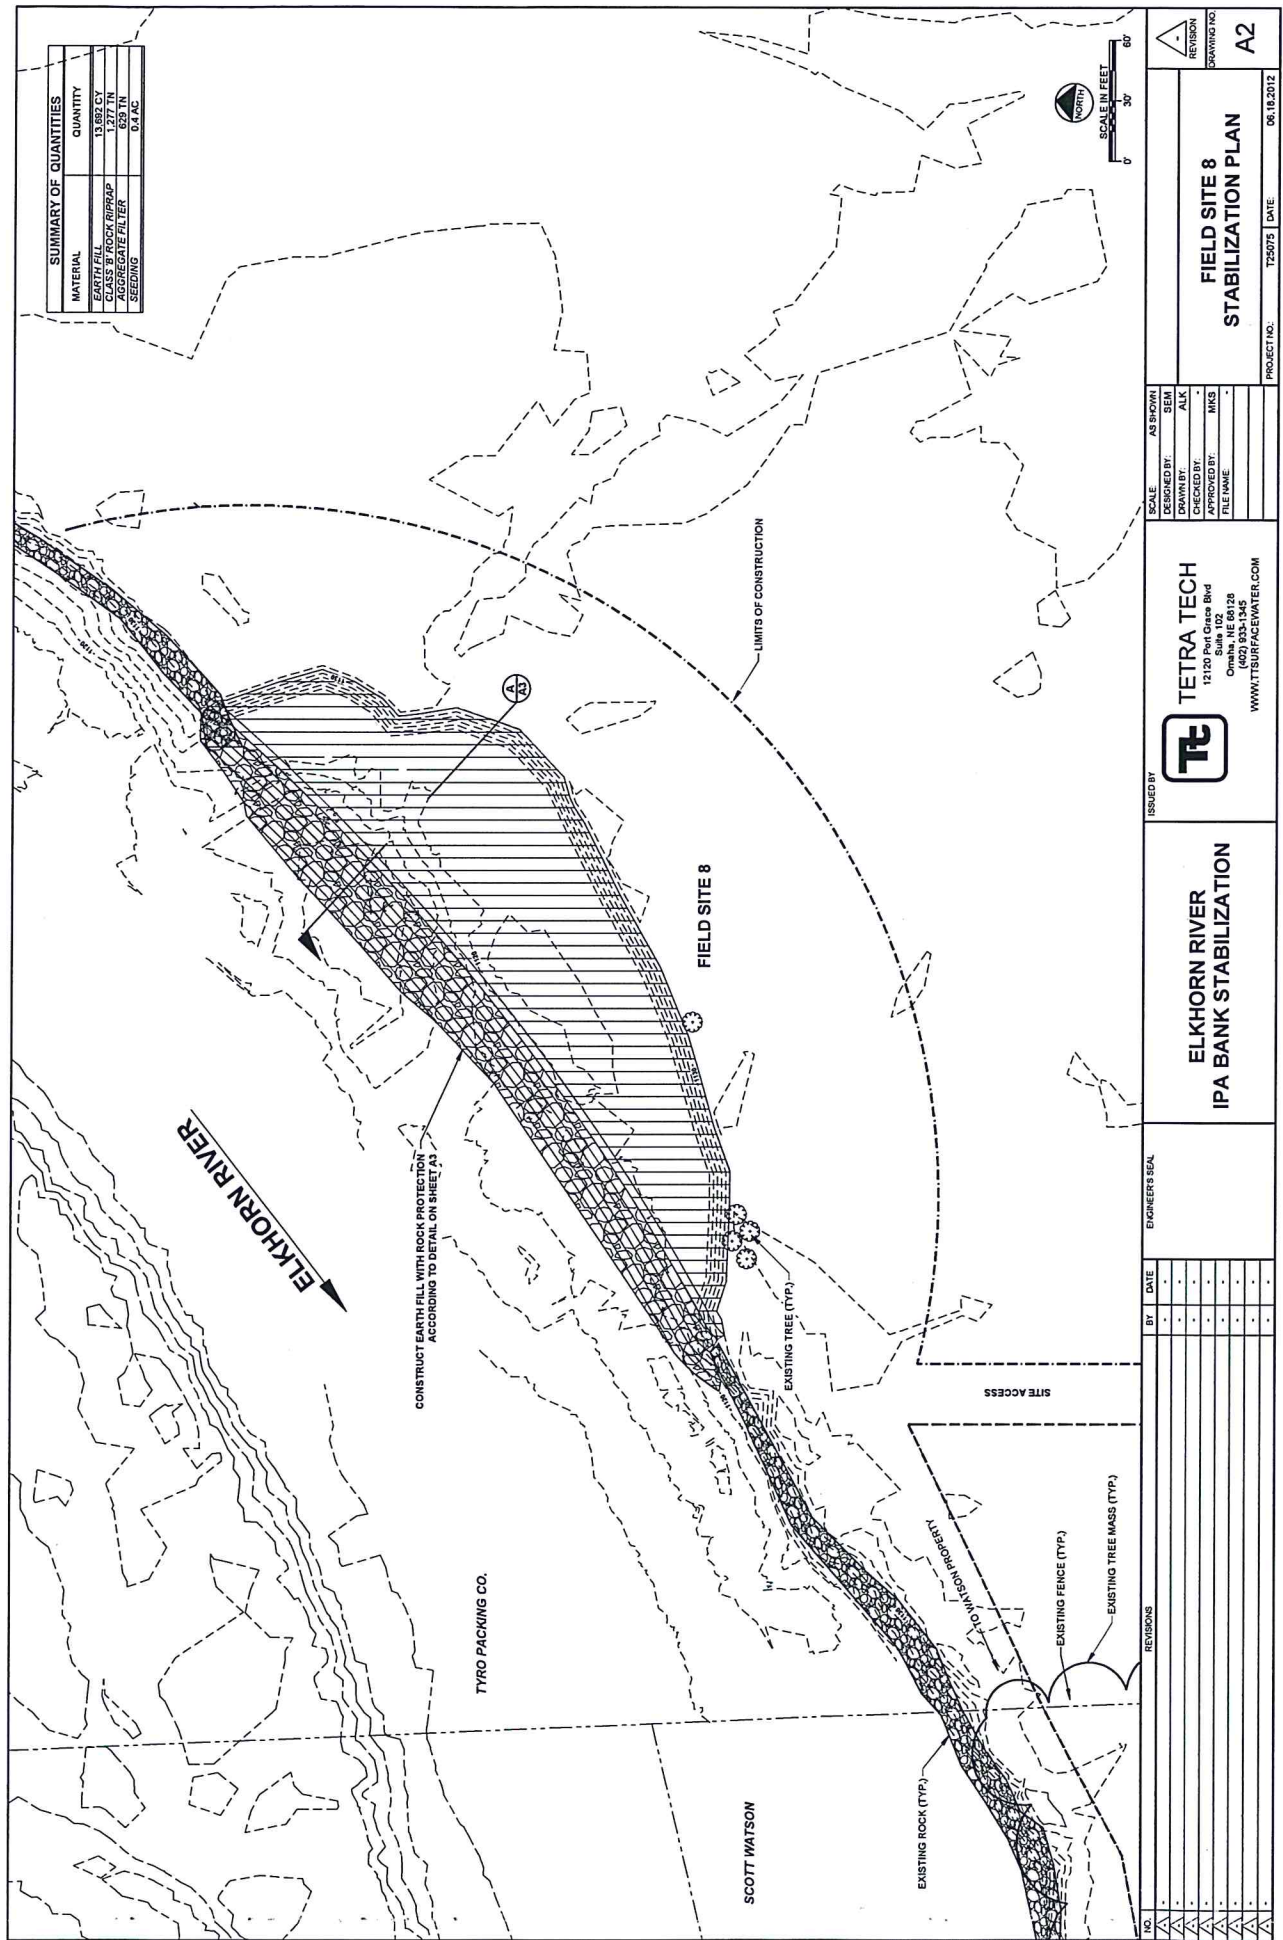 SUMMARY OF QUANTITIES
MATERIAL QUANTITY
EARTH FILL 13,692 CY
CLASS 'B' ROCK RIPRAP 1,277 TN
AGGREGATE FILTER 629 TN
SEEDING 0.4 AC
ELKHORN RIVER
CONSTRUCT EARTH FILL WITH ROCK PROTECTION
ACCORDING TO DETAIL ON SHEET A3
A
A3
LIMITS OF CONSTRUCTION
FIELD SITE 8
EXISTING TREE (TYP.)
TYRO PACKING CO.
SCOTT WATSON
SITE ACCESS
TO WATSON PROPERTY
EXISTING FENCE (TYP.)
EXISTING TREE MASS (TYP.)
EXISTING ROCK (TYP.)
1120
1120
NORTH
SCALE IN FEET
0' 30' 60'
NO. REVISIONS BY DATE
ENGINEER'S SEAL
ELKHORN RIVER
IPA BANK STABILIZATION
ISSUED BY
Tt
TETRA TECH
12120 Port Grace Blvd
Suite 102
Omaha, NE 68128
(402) 933-1345
WWW.TTSURFACEWATER.COM
SCALE: AS SHOWN
DESIGNED BY: SEM
DRAWN BY: ALK
CHECKED BY: -
APPROVED BY: MKS
FILE NAME: -
FIELD SITE 8
STABILIZATION PLAN
PROJECT NO.: T25075 DATE: 06.18.2012
REVISION
DRAWING NO.
A2